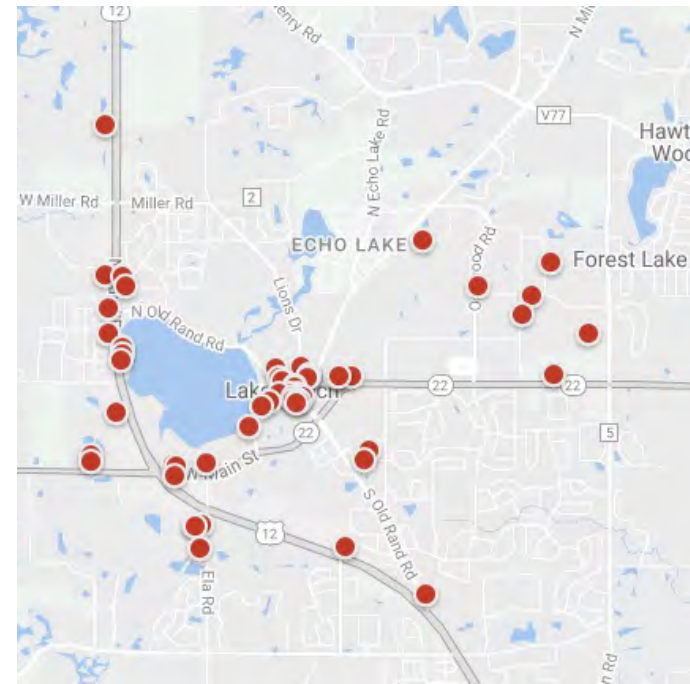 12
V77
Hawt
Woo
W Miller Rd
Miller Rd
2
N Echo Lake Rd
ECHO LAKE
Forest Lake
N Old Rand Rd
Lions Dr
22
22
22
5
N Main St
S Old Rand Rd
12
Ela Rd
n Rd